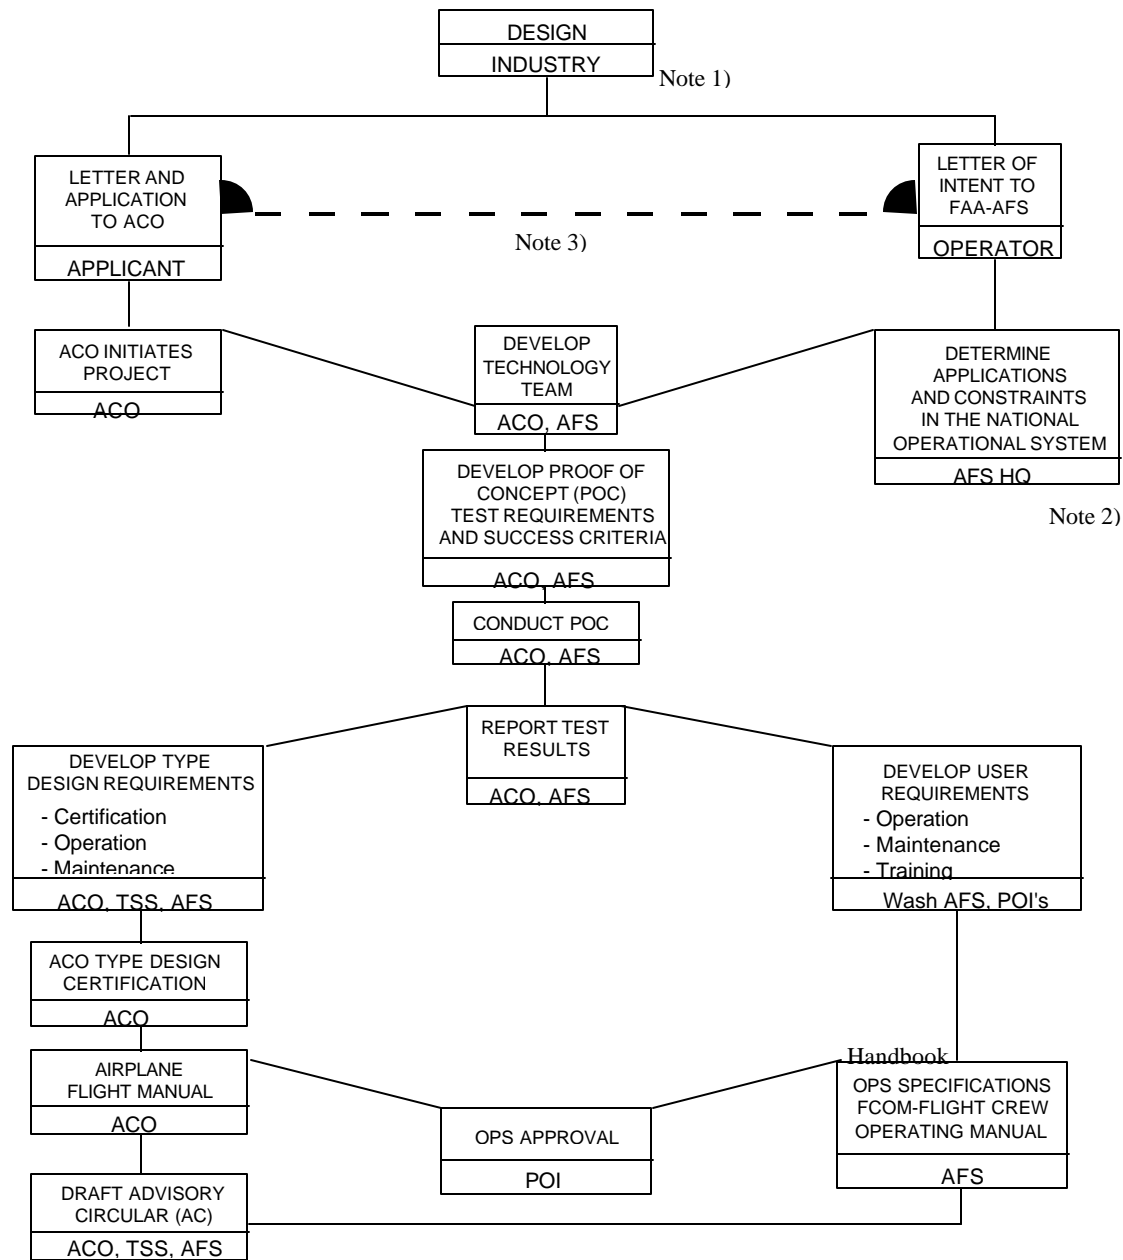 DESIGN
INDUSTRY
Note 1)
LETTER AND
APPLICATION
TO ACO
APPLICANT
LETTER OF
INTENT TO
FAA-AFS
OPERATOR
Note 3)
ACO INITIATES
PROJECT
ACO
DEVELOP
TECHNOLOGY
TEAM
ACO, AFS
DETERMINE
APPLICATIONS
AND CONSTRAINTS
IN THE NATIONAL
OPERATIONAL SYSTEM
AFS HQ
Note 2)
DEVELOP PROOF OF
CONCEPT (POC)
TEST REQUIREMENTS
AND SUCCESS CRITERIA
ACO, AFS
CONDUCT POC
ACO, AFS
REPORT TEST
RESULTS
ACO, AFS
DEVELOP TYPE
DESIGN REQUIREMENTS
- Certification
- Operation
- Maintenance
ACO, TSS, AFS
DEVELOP USER
REQUIREMENTS
- Operation
- Maintenance
- Training
Wash AFS, POI's
ACO TYPE DESIGN
CERTIFICATION
ACO
AIRPLANE
FLIGHT MANUAL
ACO
Handbook
OPS SPECIFICATIONS
FCOM-FLIGHT CREW
OPERATING MANUAL
AFS
OPS APPROVAL
POI
DRAFT ADVISORY
CIRCULAR (AC)
ACO, TSS, AFS